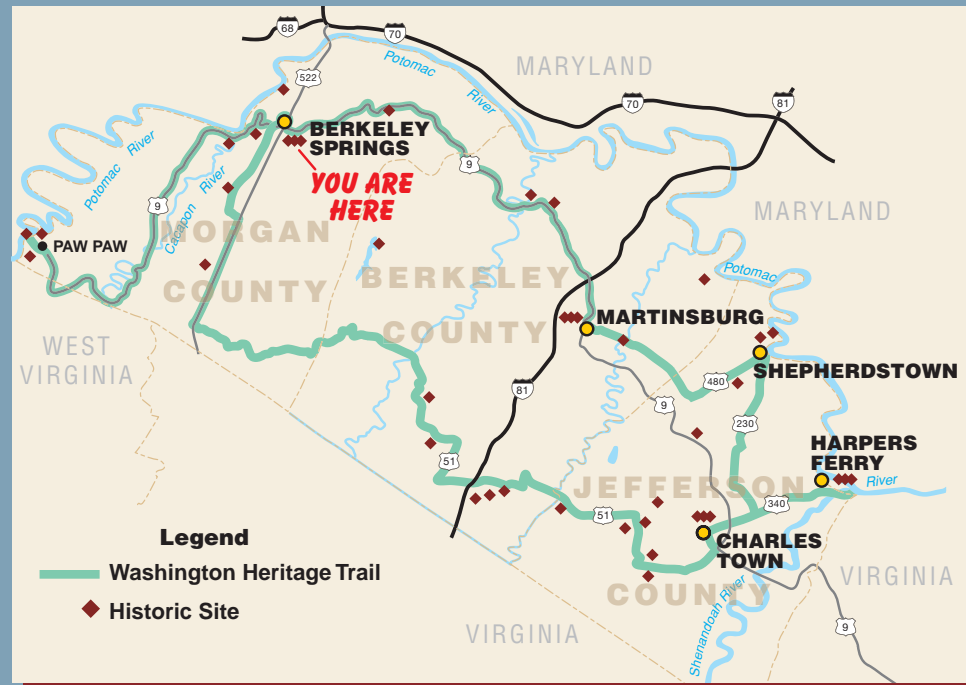 68
70
MARYLAND
Potomac
River
522
70
81
BERKELEY
SPRINGS
YOU ARE
HERE
9
Potomac River
9
Cacapon River
MORGAN
COUNTY
BERKELEY
COUNTY
MARYLAND
Potomac
PAW PAW
MARTINSBURG
WEST
VIRGINIA
SHEPHERDSTOWN
480
81
9
230
HARPERS
FERRY
River
51
JEFFERSON
COUNTY
51
340
CHARLES
TOWN
VIRGINIA
Shenandoah River
9
VIRGINIA
Legend
Washington Heritage Trail
Historic Site